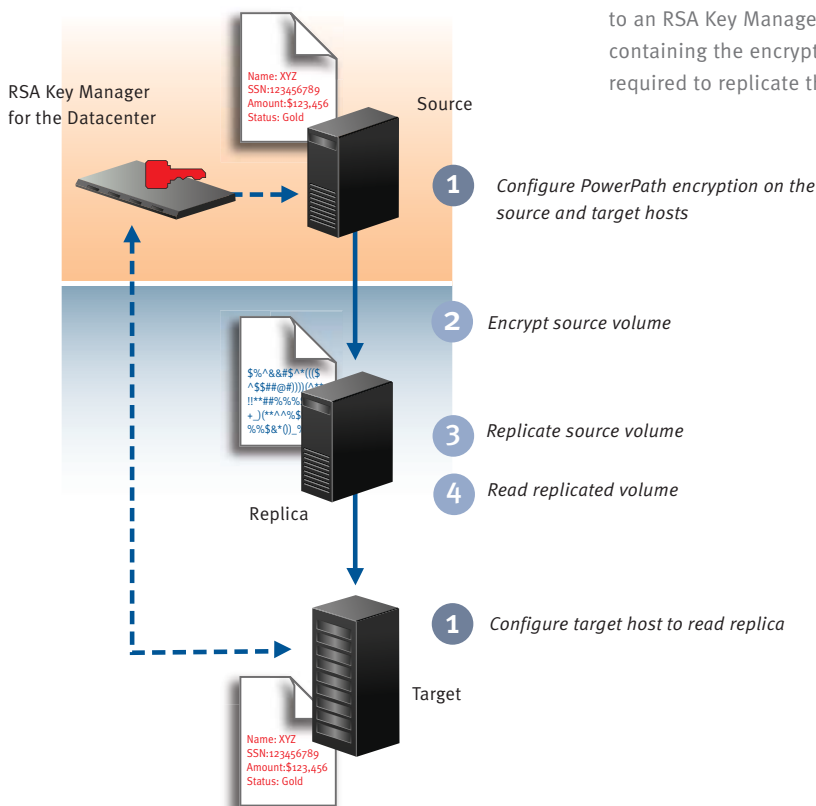 to an RSA Key Manage
containing the encrypt
required to replicate th
RSA Key Manager
for the Datacenter
Name: XYZ
SSN:123456789
Amount:$123,456
Status: Gold
Source
1
Configure PowerPath encryption on the
source and target hosts
2
Encrypt source volume
$%^&&#$^*((($
^$$##@#))))(^**
!!**##%%%
+_)(**^^%$
%%$&*())_%
3
Replicate source volume
4
Read replicated volume
Replica
1
Configure target host to read replica
Target
Name: XYZ
SSN:123456789
Amount:$123,456
Status: Gold